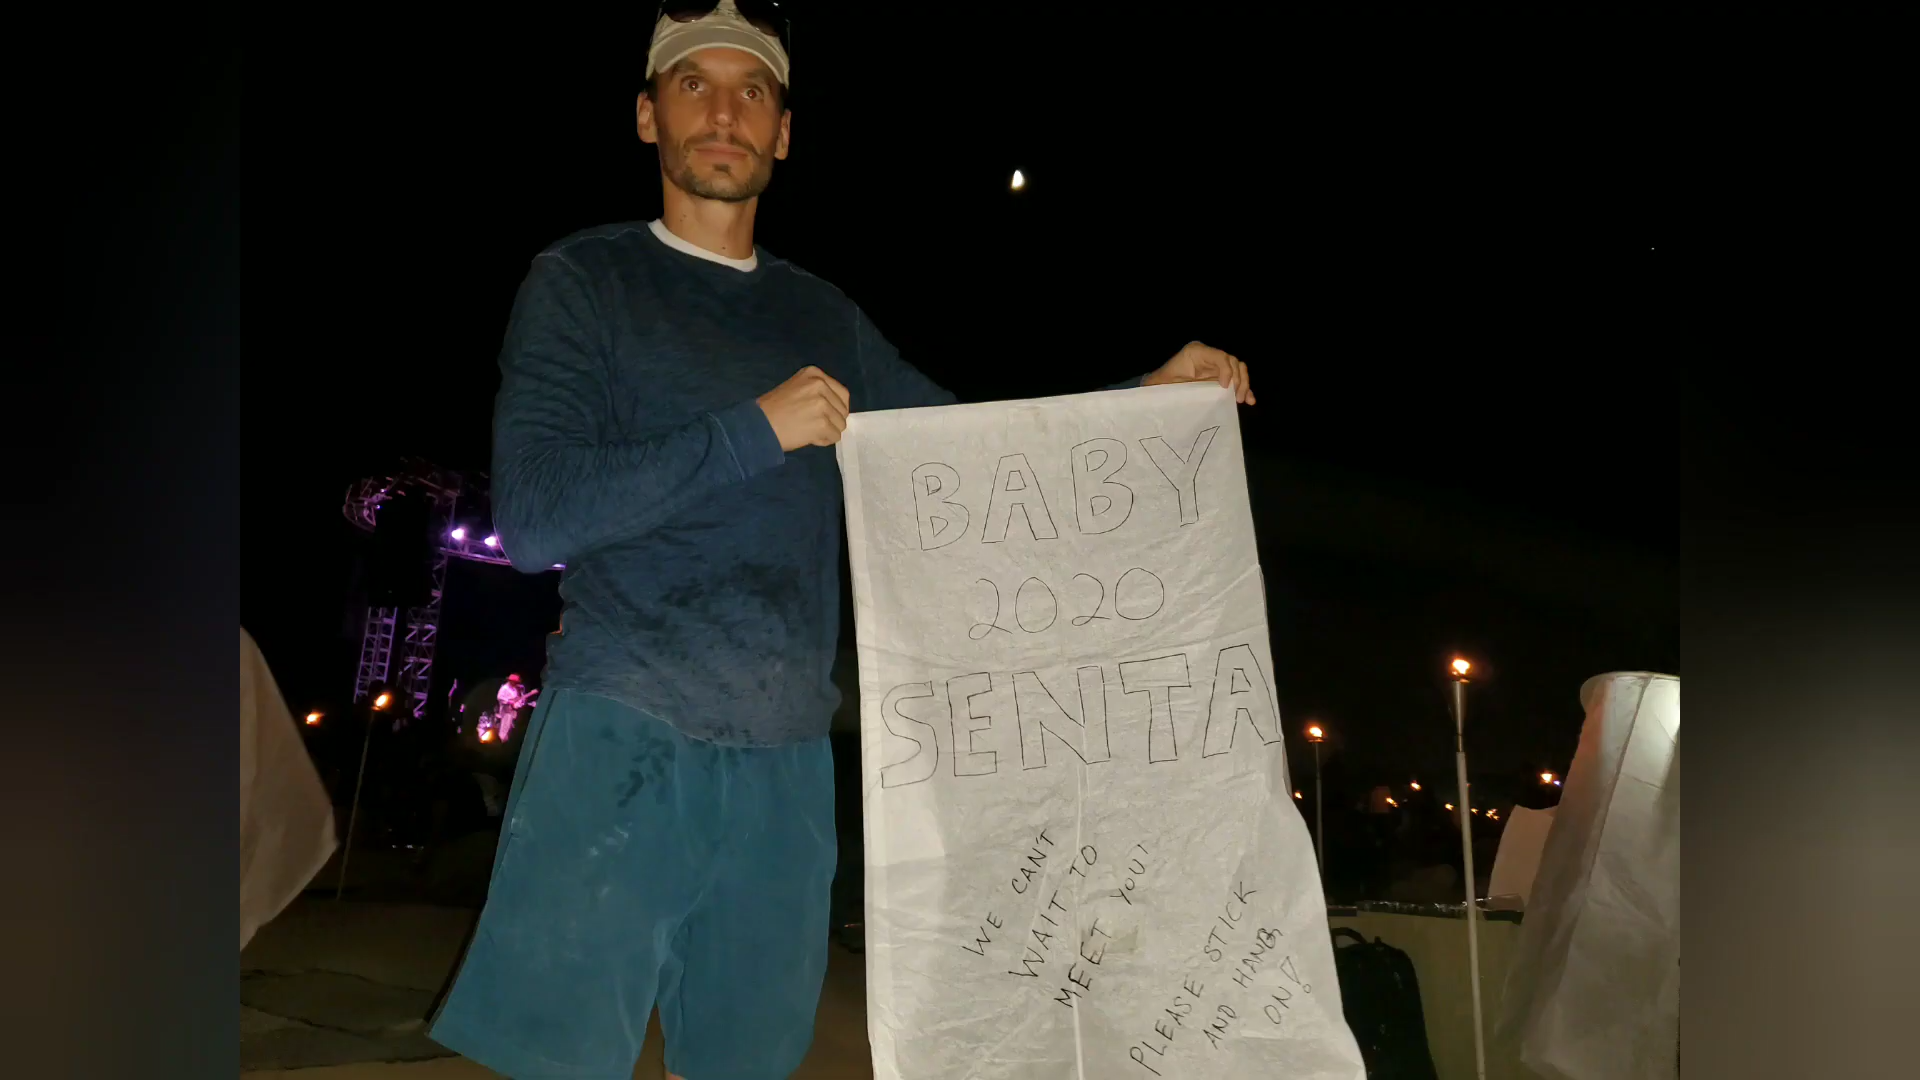 BABY
2020
SENTA
WE CANT
WAIT TO
MEET YOU!
PLEASE STICK
AND HANG
ON!